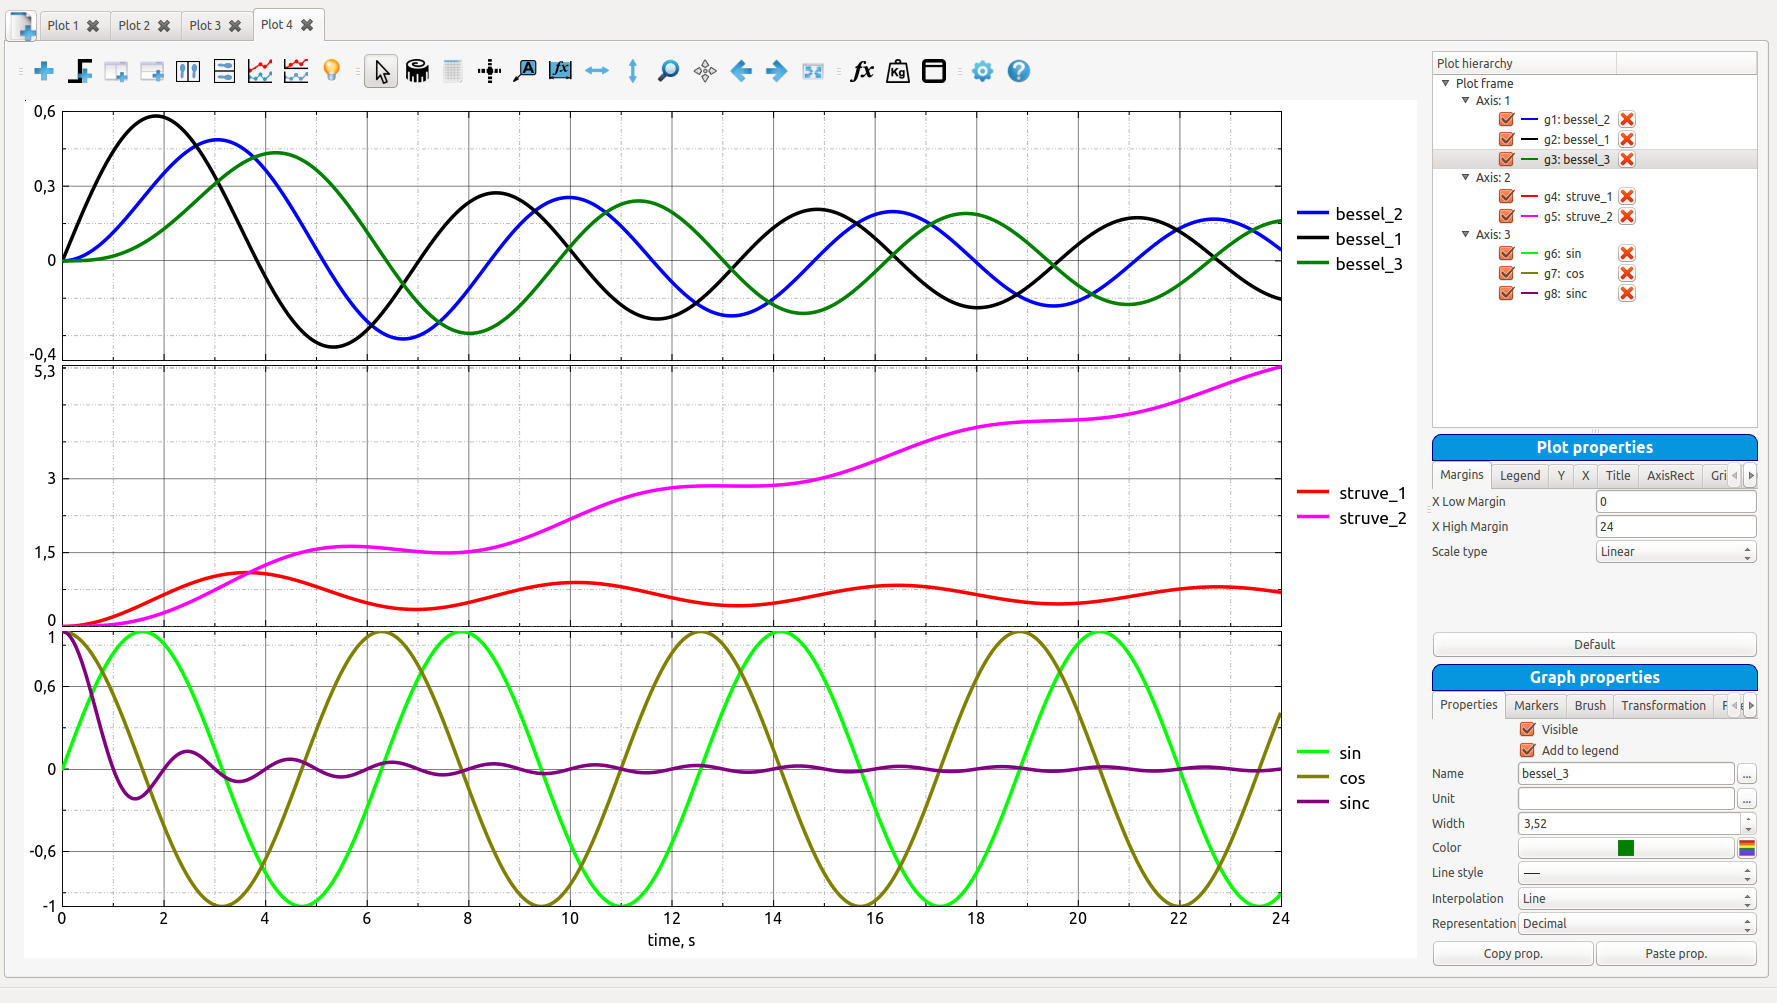 Plot 1
Plot 2
Plot 3
Plot 4
A
fx
fx
Kg
?
0,6
0,3
0
-0,4
bessel_2
bessel_1
bessel_3
5,3
3
1,5
0
struve_1
struve_2
1
0,6
0
-0,6
-1
sin
cos
sinc
0 2 4 6 8 10 12 14 16 18 20 22 24
time, s
Plot hierarchy
Plot frame
Axis: 1
g1: bessel_2
g2: bessel_1
g3: bessel_3
Axis: 2
g4: struve_1
g5: struve_2
Axis: 3
g6: sin
g7: cos
g8: sinc
Plot properties
Margins Legend Y X Title AxisRect Gri
X Low Margin 0
X High Margin 24
Scale type Linear
Default
Graph properties
Properties Markers Brush Transformation
Visible
Add to legend
Name bessel_3 ...
Unit ...
Width 3,52
Color
Line style
Interpolation Line
Representation Decimal
Copy prop. Paste prop.